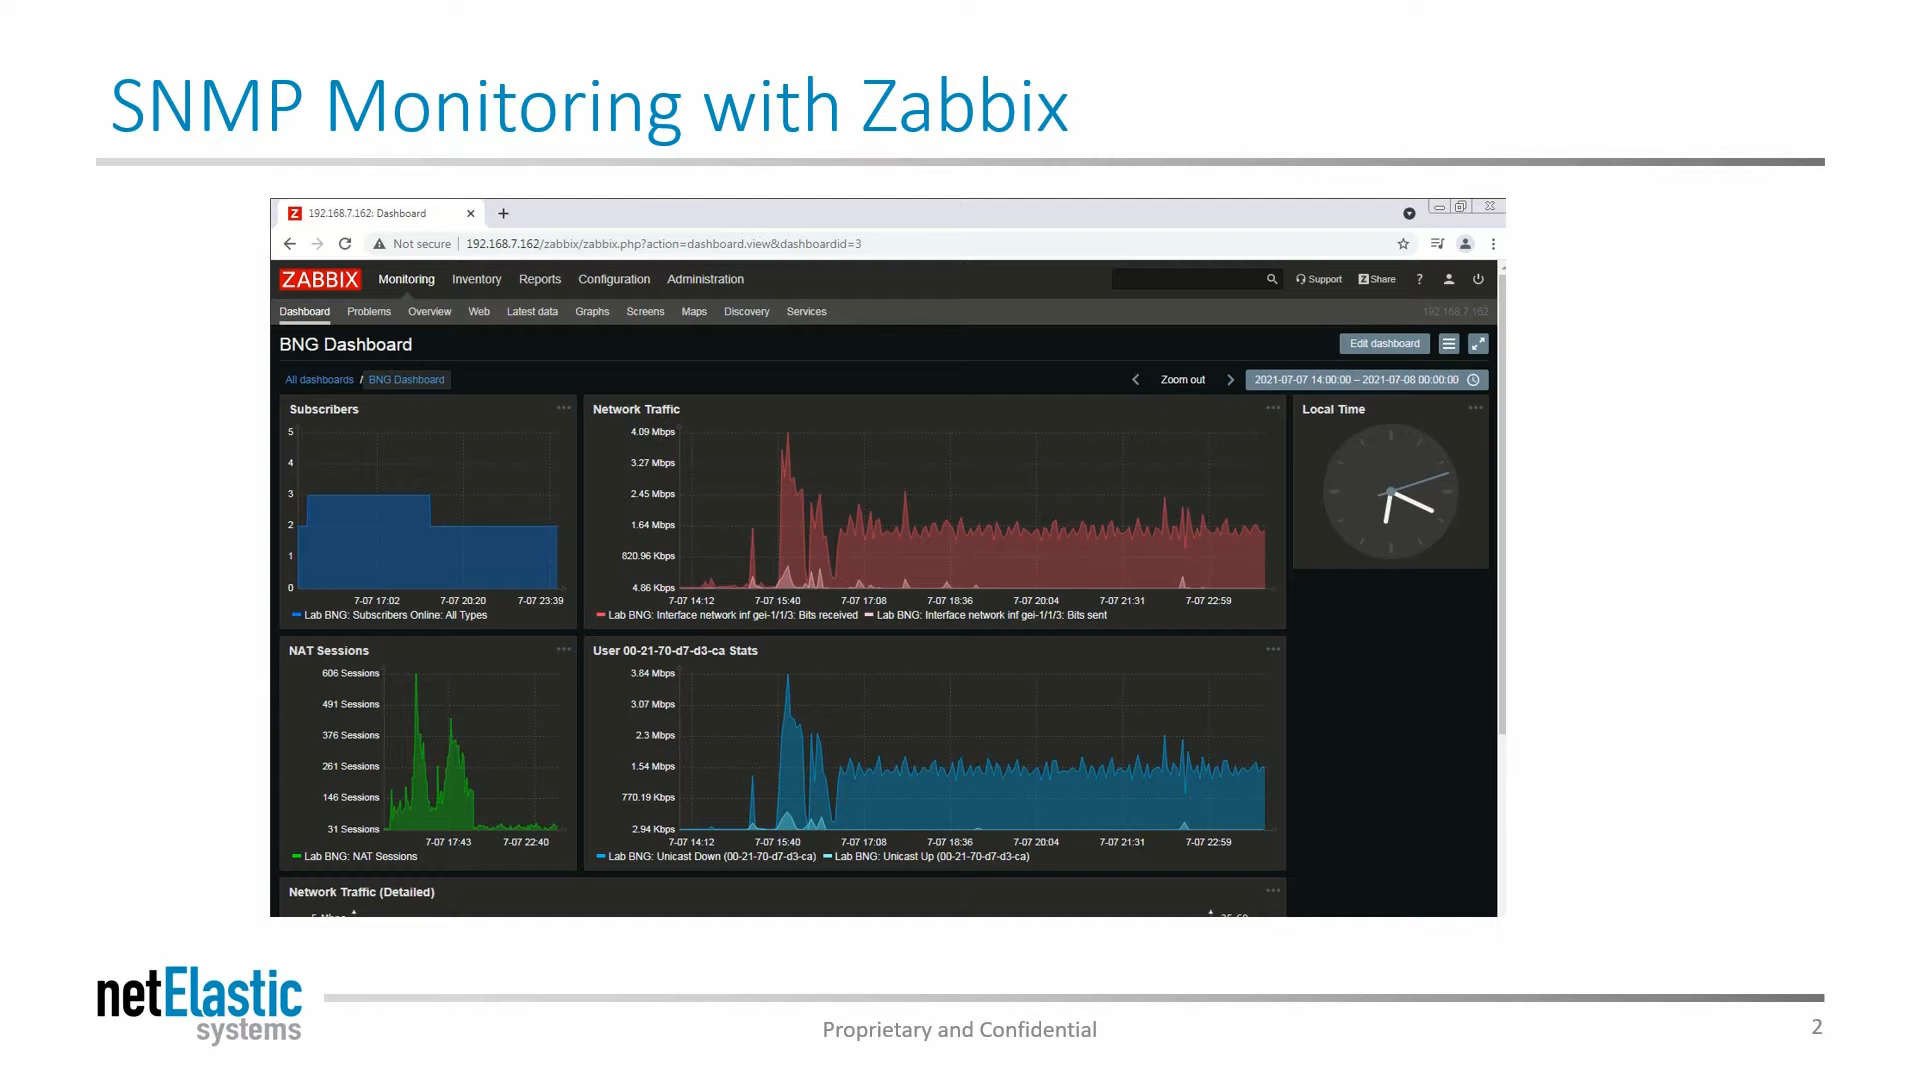 SNMP Monitoring with Zabbix
192.168.7.162: Dashboard
Not secure 192.168.7.162/zabbix/zabbix.php?action=dashboard.view&dashboardid=3
ZABBIX Monitoring Inventory Reports Configuration Administration Support Z Share ?
Dashboard Problems Overview Web Latest data Graphs Screens Maps Discovery Services 192.168.7.162
BNG Dashboard Edit dashboard
All dashboards / BNG Dashboard Zoom out 2021-07-07 14:00:00 – 2021-07-08 00:00:00
Subscribers
5
4
3
2
1
0
7-07 17:02 7-07 20:20 7-07 23:39
Lab BNG: Subscribers Online: All Types
Network Traffic
4.09 Mbps
3.27 Mbps
2.45 Mbps
1.64 Mbps
820.96 Kbps
4.86 Kbps
7-07 14:12 7-07 15:40 7-07 17:08 7-07 18:36 7-07 20:04 7-07 21:31 7-07 22:59
Lab BNG: Interface network inf gei-1/1/3: Bits received Lab BNG: Interface network inf gei-1/1/3: Bits sent
Local Time
NAT Sessions
606 Sessions
491 Sessions
376 Sessions
261 Sessions
146 Sessions
31 Sessions
7-07 17:43 7-07 22:40
Lab BNG: NAT Sessions
User 00-21-70-d7-d3-ca Stats
3.84 Mbps
3.07 Mbps
2.3 Mbps
1.54 Mbps
770.19 Kbps
2.94 Kbps
7-07 14:12 7-07 15:40 7-07 17:08 7-07 18:36 7-07 20:04 7-07 21:31 7-07 22:59
Lab BNG: Unicast Down (00-21-70-d7-d3-ca) Lab BNG: Unicast Up (00-21-70-d7-d3-ca)
Network Traffic (Detailed)
netElastic
systems
Proprietary and Confidential
2